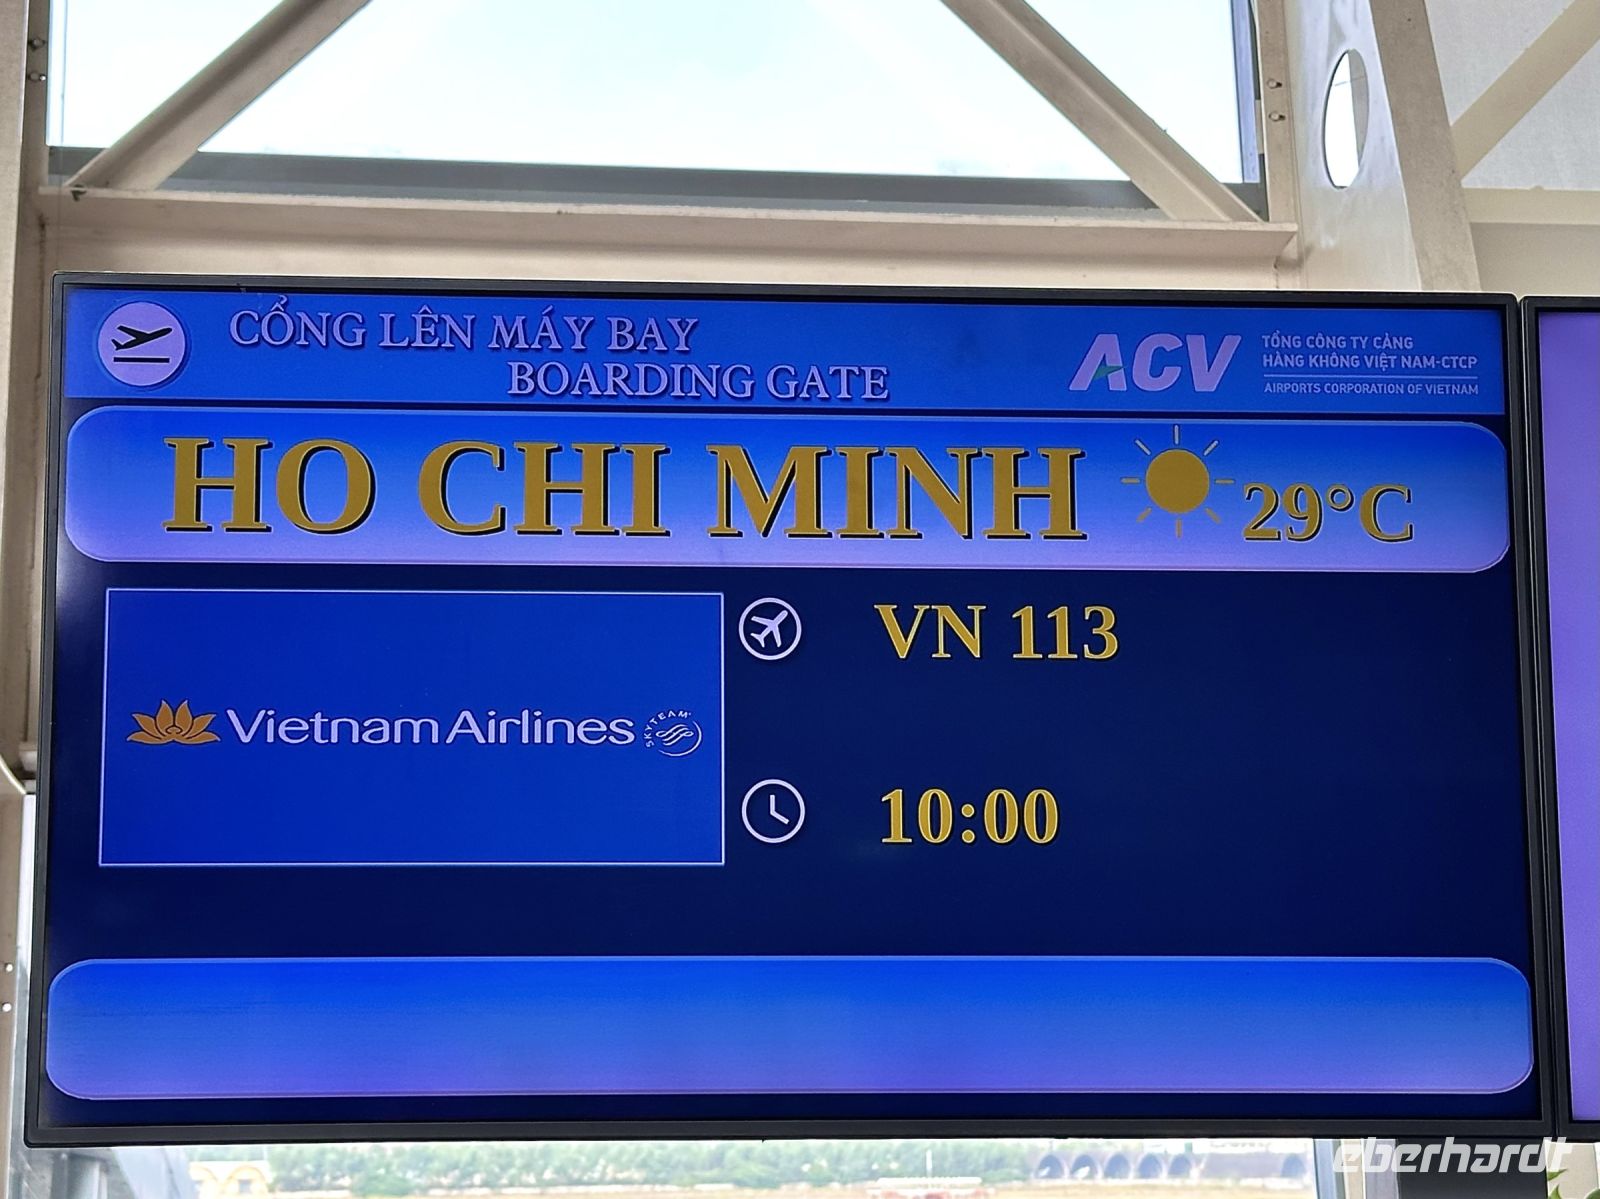 CỔNG LÊN MÁY BAY
BOARDING GATE
ACV
TỔNG CÔNG TY CẢNG
HÀNG KHÔNG VIỆT NAM-CTCP
AIRPORTS CORPORATION OF VIETNAM
HO CHI MINH 29°C
VN 113
Vietnam Airlines SKYTEAM
10:00
eberhardt